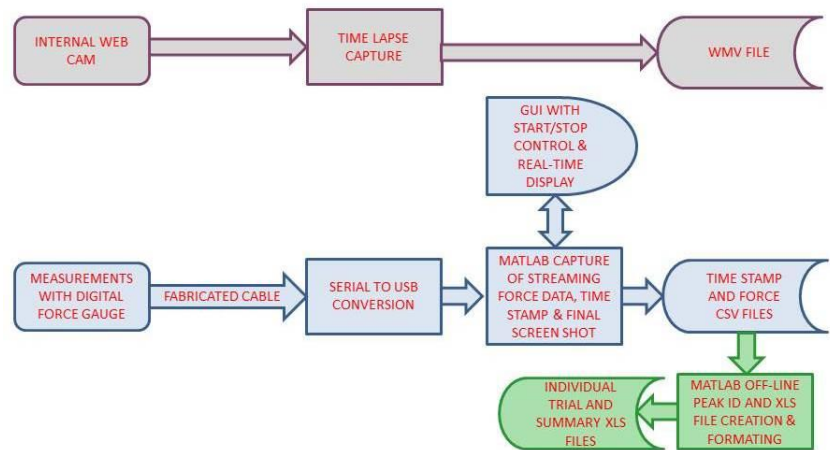 INTERNAL WEB
CAM
TIME LAPSE
CAPTURE
WMV FILE
GUI WITH
START/STOP
CONTROL &
REAL-TIME
DISPLAY
MEASUREMENTS
WITH DIGITAL
FORCE GAUGE
FABRICATED CABLE
SERIAL TO USB
CONVERSION
MATLAB CAPTURE
OF STREAMING
FORCE DATA, TIME
STAMP & FINAL
SCREEN SHOT
TIME STAMP
AND FORCE
CSV FILES
INDIVIDUAL
TRIAL AND
SUMMARY XLS
FILES
MATLAB OFF-LINE
PEAK ID AND XLS
FILE CREATION &
FORMATING